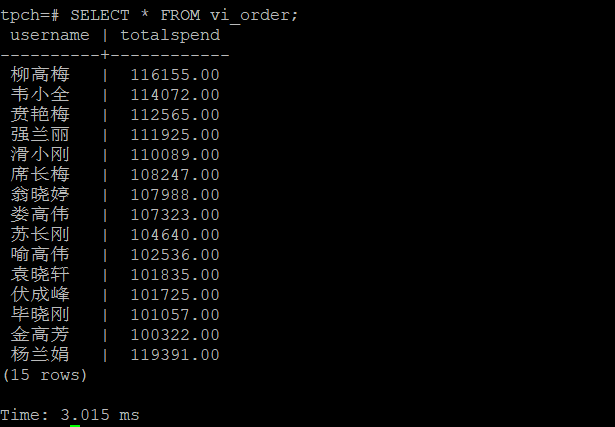 tpch=# SELECT * FROM vi_order;
 username | totalspend
----------+------------
 柳高梅   |  116155.00
 韦小全   |  114072.00
 贲艳梅   |  112565.00
 强兰丽   |  111925.00
 滑小刚   |  110089.00
 席长梅   |  108247.00
 翁晓婷   |  107988.00
 娄高伟   |  107323.00
 苏长刚   |  104640.00
 喻高伟   |  102536.00
 袁晓轩   |  101835.00
 伏成峰   |  101725.00
 毕晓刚   |  101057.00
 金高芳   |  100322.00
 杨兰娟   |  119391.00
(15 rows)

Time: 3.015 ms